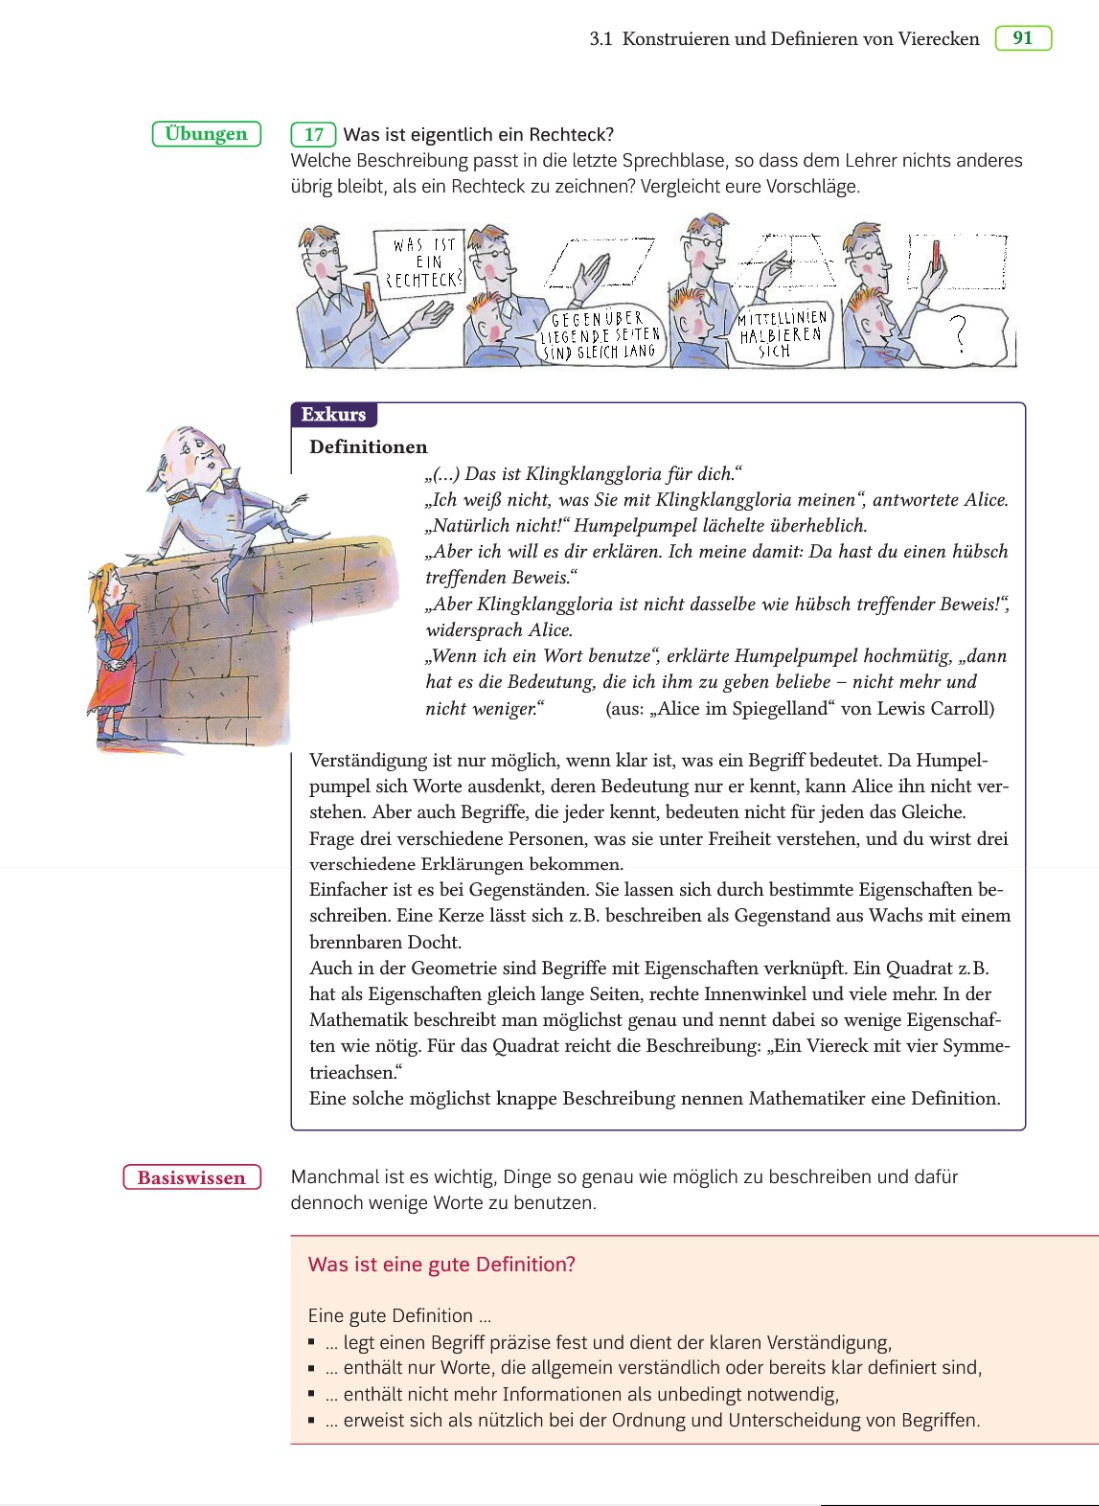 3.1 Konstruieren und Definieren von Vierecken 91
Übungen
17 Was ist eigentlich ein Rechteck?
Welche Beschreibung passt in die letzte Sprechblase, so dass dem Lehrer nichts anderes
übrig bleibt, als ein Rechteck zu zeichnen? Vergleicht eure Vorschläge.
WAS IST
EIN
RECHTECK?
GEGENÜBER
LIEGENDE SEITEN
SIND GLEICH LANG
MITTELLINIEN
HALBIEREN
SICH
?
Exkurs
Definitionen
„(…) Das ist Klingklanggloria für dich.“
„Ich weiß nicht, was Sie mit Klingklanggloria meinen“, antwortete Alice.
„Natürlich nicht!“ Humpelpumpel lächelte überheblich.
„Aber ich will es dir erklären. Ich meine damit: Da hast du einen hübsch
treffenden Beweis.“
„Aber Klingklanggloria ist nicht dasselbe wie hübsch treffender Beweis!“,
widersprach Alice.
„Wenn ich ein Wort benutze“, erklärte Humpelpumpel hochmütig, „dann
hat es die Bedeutung, die ich ihm zu geben beliebe – nicht mehr und
nicht weniger.“ (aus: „Alice im Spiegelland“ von Lewis Carroll)
Verständigung ist nur möglich, wenn klar ist, was ein Begriff bedeutet. Da Humpel-
pumpel sich Worte ausdenkt, deren Bedeutung nur er kennt, kann Alice ihn nicht ver-
stehen. Aber auch Begriffe, die jeder kennt, bedeuten nicht für jeden das Gleiche.
Frage drei verschiedene Personen, was sie unter Freiheit verstehen, und du wirst drei
verschiedene Erklärungen bekommen.
Einfacher ist es bei Gegenständen. Sie lassen sich durch bestimmte Eigenschaften be-
schreiben. Eine Kerze lässt sich z.B. beschreiben als Gegenstand aus Wachs mit einem
brennbaren Docht.
Auch in der Geometrie sind Begriffe mit Eigenschaften verknüpft. Ein Quadrat z.B.
hat als Eigenschaften gleich lange Seiten, rechte Innenwinkel und viele mehr. In der
Mathematik beschreibt man möglichst genau und nennt dabei so wenige Eigenschaf-
ten wie nötig. Für das Quadrat reicht die Beschreibung: „Ein Viereck mit vier Symme-
trieachsen.“
Eine solche möglichst knappe Beschreibung nennen Mathematiker eine Definition.
Basiswissen
Manchmal ist es wichtig, Dinge so genau wie möglich zu beschreiben und dafür
dennoch wenige Worte zu benutzen.
Was ist eine gute Definition?
Eine gute Definition …
▪ … legt einen Begriff präzise fest und dient der klaren Verständigung,
▪ … enthält nur Worte, die allgemein verständlich oder bereits klar definiert sind,
▪ … enthält nicht mehr Informationen als unbedingt notwendig,
▪ … erweist sich als nützlich bei der Ordnung und Unterscheidung von Begriffen.